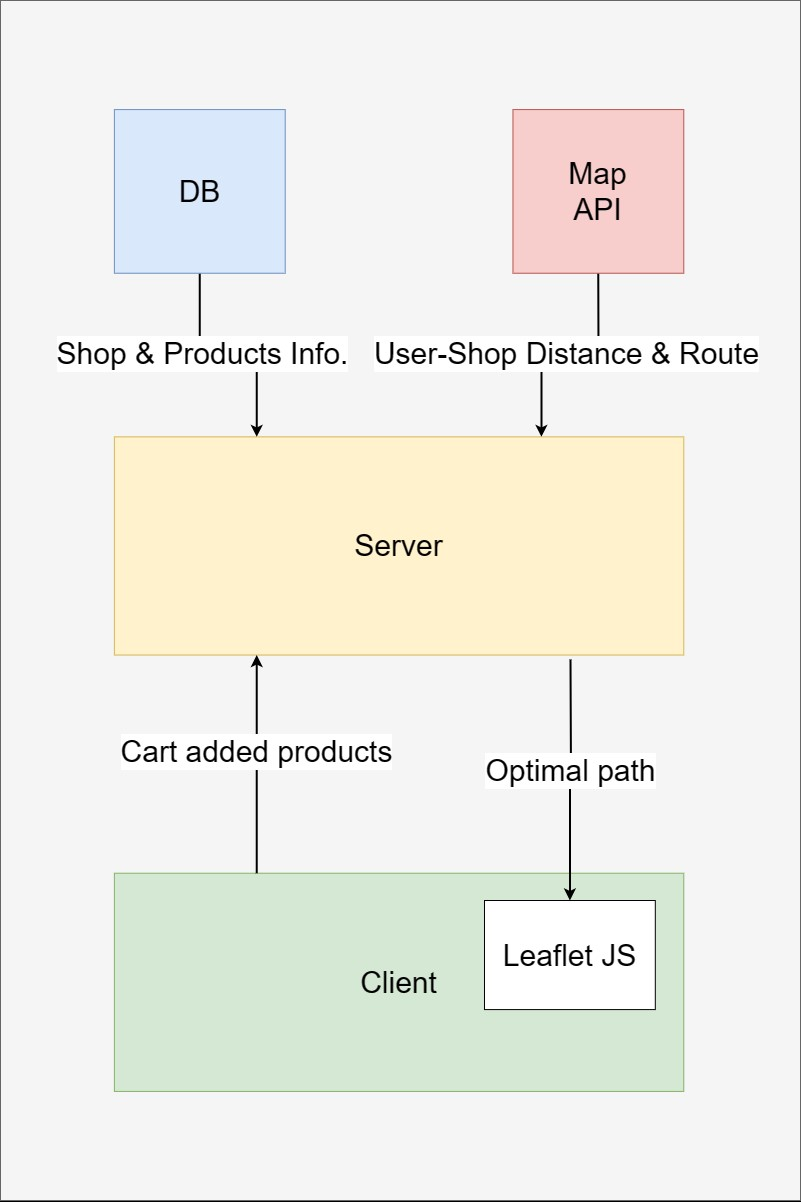 DB
Map
API
Shop & Products Info.
User-Shop Distance & Route
Server
Cart added products
Optimal path
Leaflet JS
Client